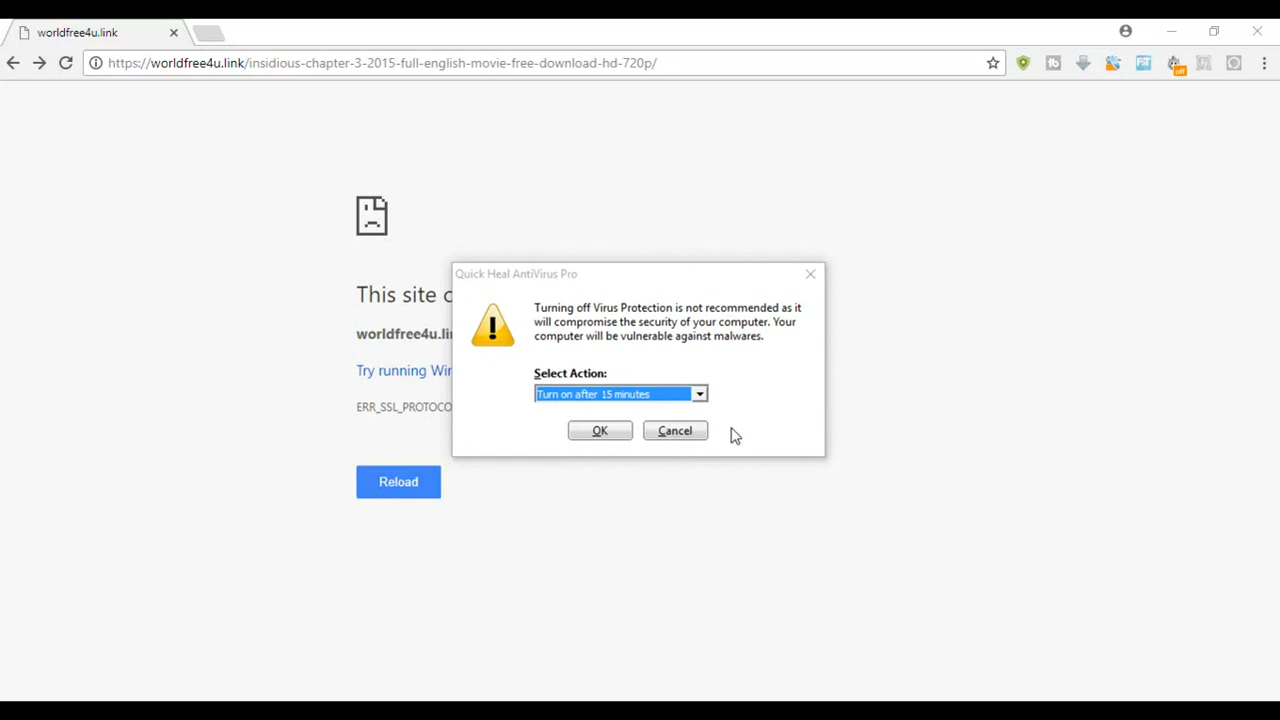 worldfree4u.link
https://worldfree4u.link/insidious-chapter-3-2015-full-english-movie-free-download-hd-720p/
off
This site c
worldfree4u.li
Try running Wi
ERR_SSL_PROTOCO
Reload
Quick Heal AntiVirus Pro
Turning off Virus Protection is not recommended as it
will compromise the security of your computer. Your
computer will be vulnerable against malwares.
Select Action:
Turn on after 15 minutes
OK
Cancel